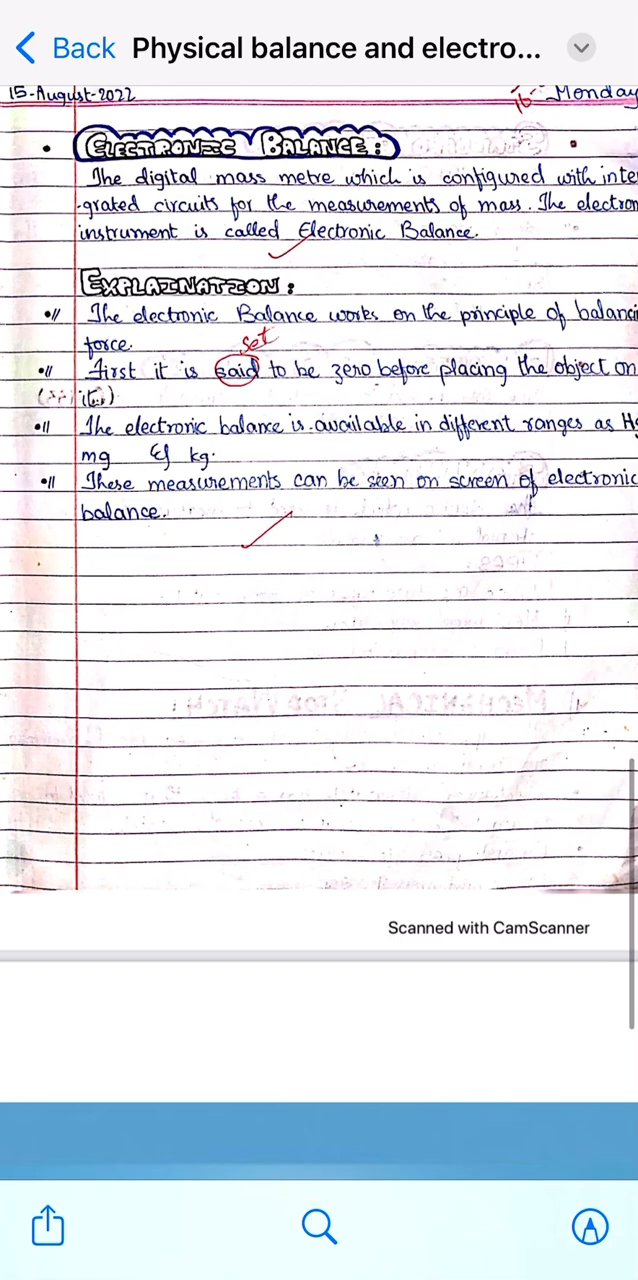 Back Physical balance and electro...
15-August-2022 Monday
• ELECTRONIC BALANCE:
The digital mass metre which is configured with inte
-grated circuits for the measurements of mass. The electron
instrument is called Electronic Balance.
EXPLAINATION:
•// The electronic Balance works on the principle of balanci
force.
set
•// First it is said to be zero before placing the object on
•// The electronic balance is available in different ranges as
mg & kg.
•// These measurements can be seen on screen of electronic
balance.
MECHANICAL STOP WATCH:
Scanned with CamScanner